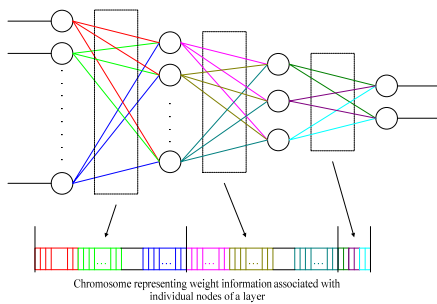 Chromosome representing weight information associated with
individual nodes of a layer